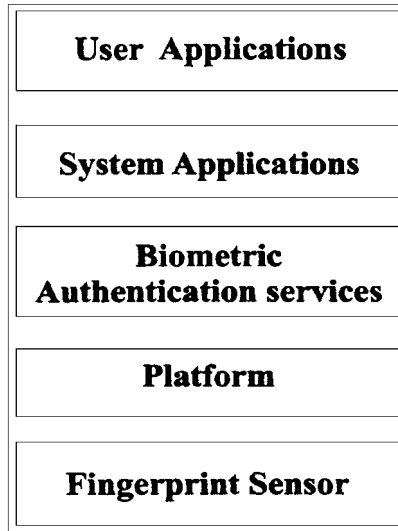 User Applications
System Applications
Biometric
Authentication services
Platform
Fingerprint Sensor